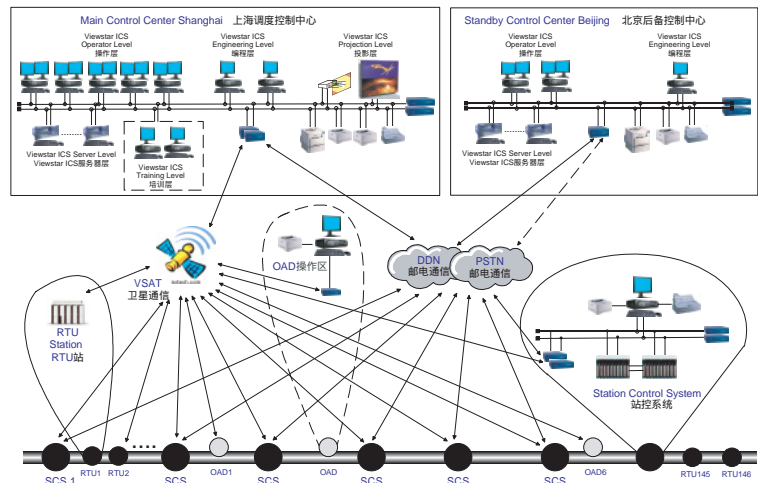 Main Control Center Shanghai 上海调度控制中心
Viewstar ICS
Operator Level
操作层
Viewstar ICS
Engineering Level
编程层
Viewstar ICS
Projection Level
投影层
Viewstar ICS Server Level
Viewstar ICS服务器层
Viewstar ICS
Training Level
培训层
Standby Control Center Beijing 北京后备控制中心
Viewstar ICS
Operator Level
操作层
Viewstar ICS
Engineering Level
编程层
Viewstar ICS Server Level
Viewstar ICS服务器层
VSAT
卫星通信
OAD操作区
DDN
邮电通信
PSTN
邮电通信
RTU
Station
RTU站
Station Control System
站控系统
SCS 1
RTU1
RTU2
SCS
OAD1
SCS
OAD
SCS
SCS
SCS
OAD6
RTU145
RTU146